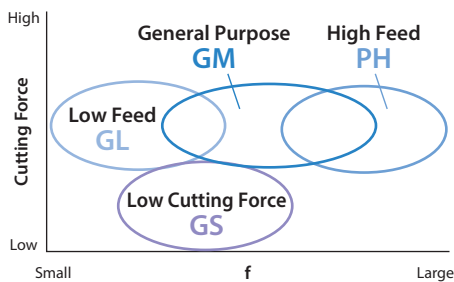 High
General Purpose
GM
High Feed
PH
Low Feed
GL
Cutting Force
Low Cutting Force
GS
Low
Small
f
Large